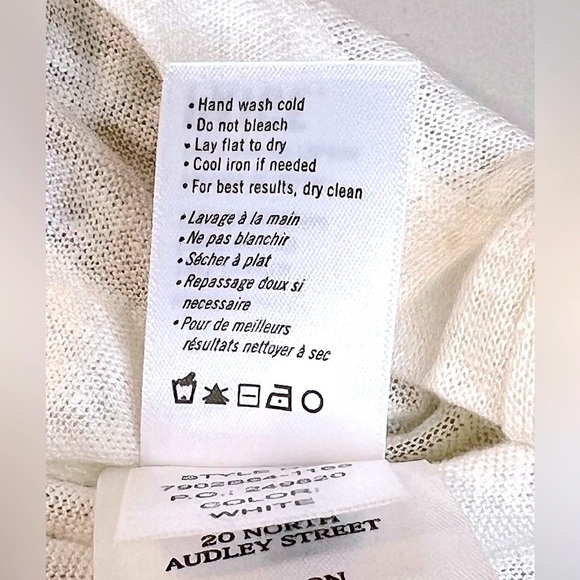 • Hand wash cold
• Do not bleach
• Lay flat to dry
• Cool iron if needed
• For best results, dry clean
• Lavage à la main
• Ne pas blanchir
• Sécher à plat
• Repassage doux si
necessaire
• Pour de meilleurs
résultats nettoyer à sec
STYLE
P.O.: 249820
COLOR:
WHITE
20 NORTH
AUDLEY STREET